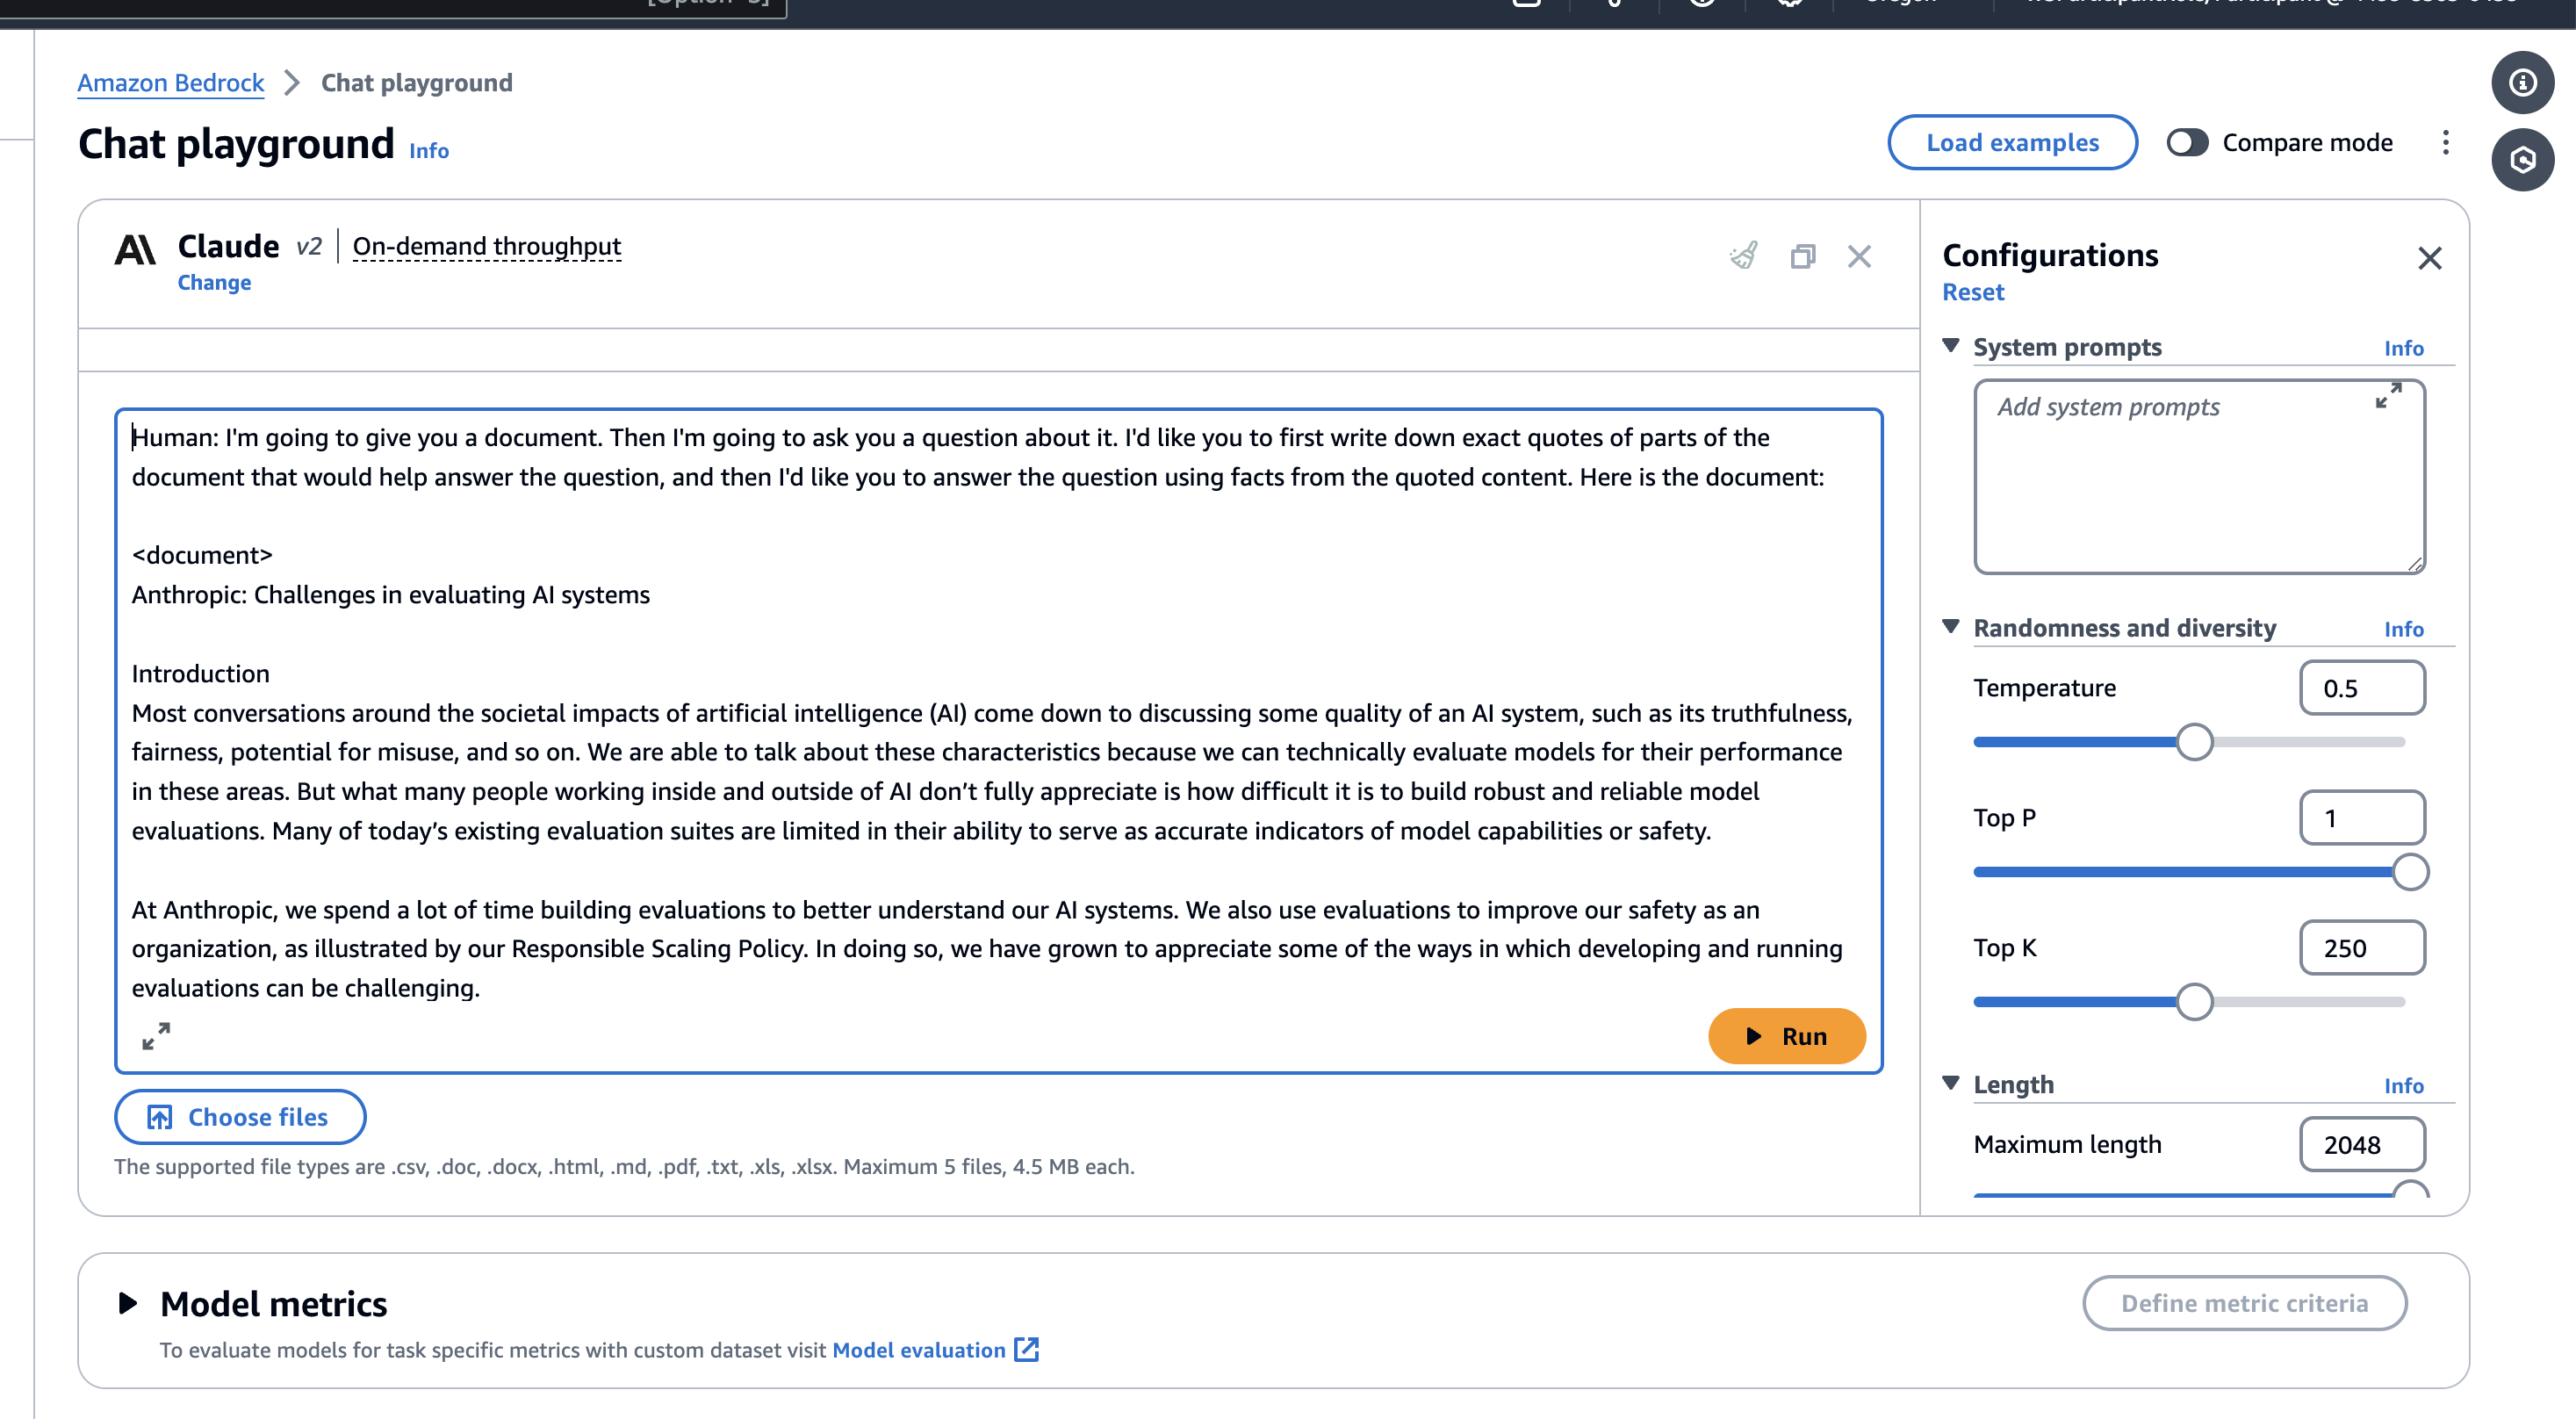 Oregon
Amazon Bedrock
Chat playground
Chat playground
Info
Load examples
Compare mode
Claude v2
On-demand throughput
Change
Human: I'm going to give you a document. Then I'm going to ask you a question about it. I'd like you to first write down exact quotes of parts of the
document that would help answer the question, and then I'd like you to answer the question using facts from the quoted content. Here is the document:
<document>
Anthropic: Challenges in evaluating AI systems
Introduction
Most conversations around the societal impacts of artificial intelligence (AI) come down to discussing some quality of an AI system, such as its truthfulness,
fairness, potential for misuse, and so on. We are able to talk about these characteristics because we can technically evaluate models for their performance
in these areas. But what many people working inside and outside of AI don’t fully appreciate is how difficult it is to build robust and reliable model
evaluations. Many of today’s existing evaluation suites are limited in their ability to serve as accurate indicators of model capabilities or safety.
At Anthropic, we spend a lot of time building evaluations to better understand our AI systems. We also use evaluations to improve our safety as an
organization, as illustrated by our Responsible Scaling Policy. In doing so, we have grown to appreciate some of the ways in which developing and running
evaluations can be challenging.
Run
Choose files
The supported file types are .csv, .doc, .docx, .html, .md, .pdf, .txt, .xls, .xlsx. Maximum 5 files, 4.5 MB each.
Configurations
Reset
System prompts
Info
Add system prompts
Randomness and diversity
Info
Temperature
0.5
Top P
1
Top K
250
Length
Info
Maximum length
2048
Model metrics
Define metric criteria
To evaluate models for task specific metrics with custom dataset visit Model evaluation